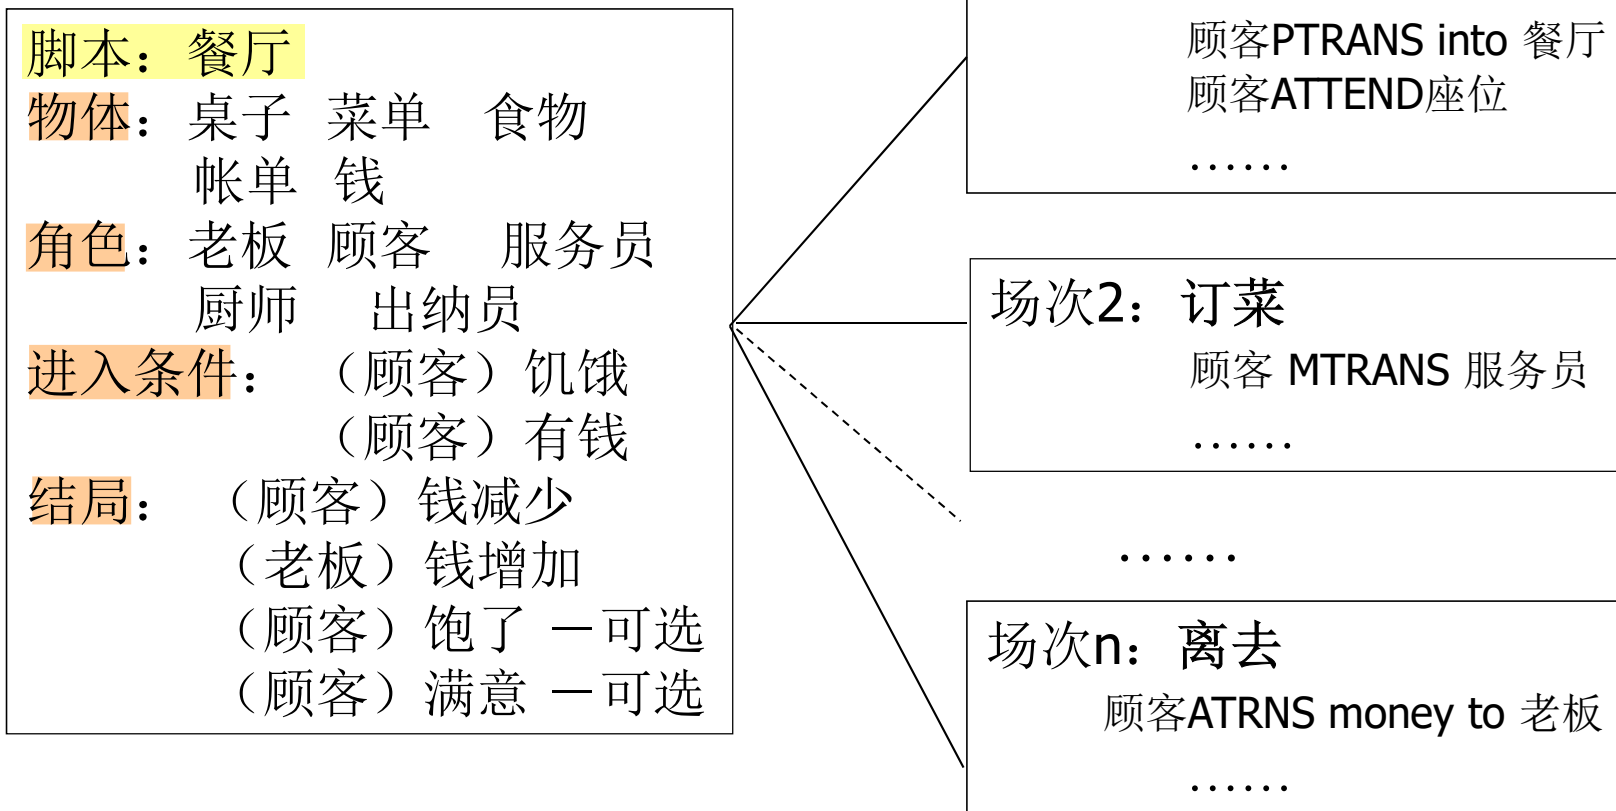 脚本：餐厅
物体：桌子 菜单 食物
帐单 钱
角色：老板 顾客 服务员
厨师 出纳员
进入条件：（顾客）饥饿
（顾客）有钱
结局：（顾客）钱减少
（老板）钱增加
（顾客）饱了 －可选
（顾客）满意 －可选
顾客PTRANS into 餐厅
顾客ATTEND座位
……
场次2：订菜
顾客 MTRANS 服务员
……
……
场次n：离去
顾客ATRNS money to 老板
……